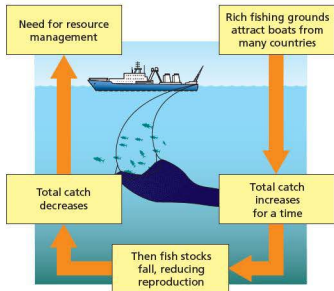 Need for resource
management
Rich fishing grounds
attract boats from
many countries
Total catch
increases
for a time
Then fish stocks
fall, reducing
reproduction
Total catch
decreases